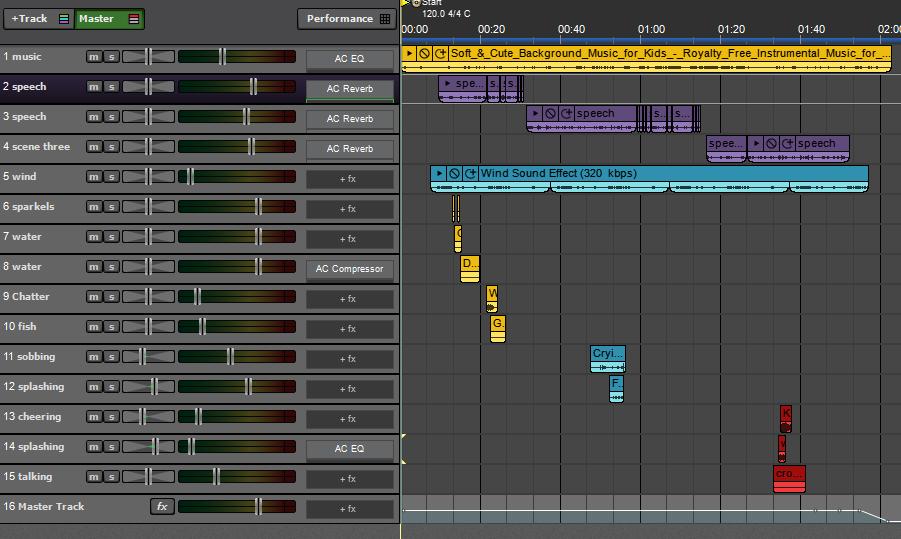 Start
+Track Master Performance
120.0 4/4 C
00:00 00:20 00:40 01:00 01:20 01:40 02:00
1 music m s AC EQ
Soft_&_Cute_Background_Music_for_Kids_-_Royalty_Free_Instrumental_Music_for_...
2 speech m s AC Reverb
spe... s. s...
3 speech m s AC Reverb
speech s... s...
4 scene three m s AC Reverb
spee... speech
5 wind m s + fx
Wind Sound Effect (320 kbps)
6 sparkels m s + fx
7 water m s + fx
8 water m s AC Compressor
D...
9 Chatter m s + fx
W
10 fish m s + fx
G.
11 sobbing m s + fx
Cryi...
12 splashing m s + fx
F.
13 cheering m s + fx
K
14 splashing m s AC EQ
15 talking m s + fx
cro...
16 Master Track fx + fx